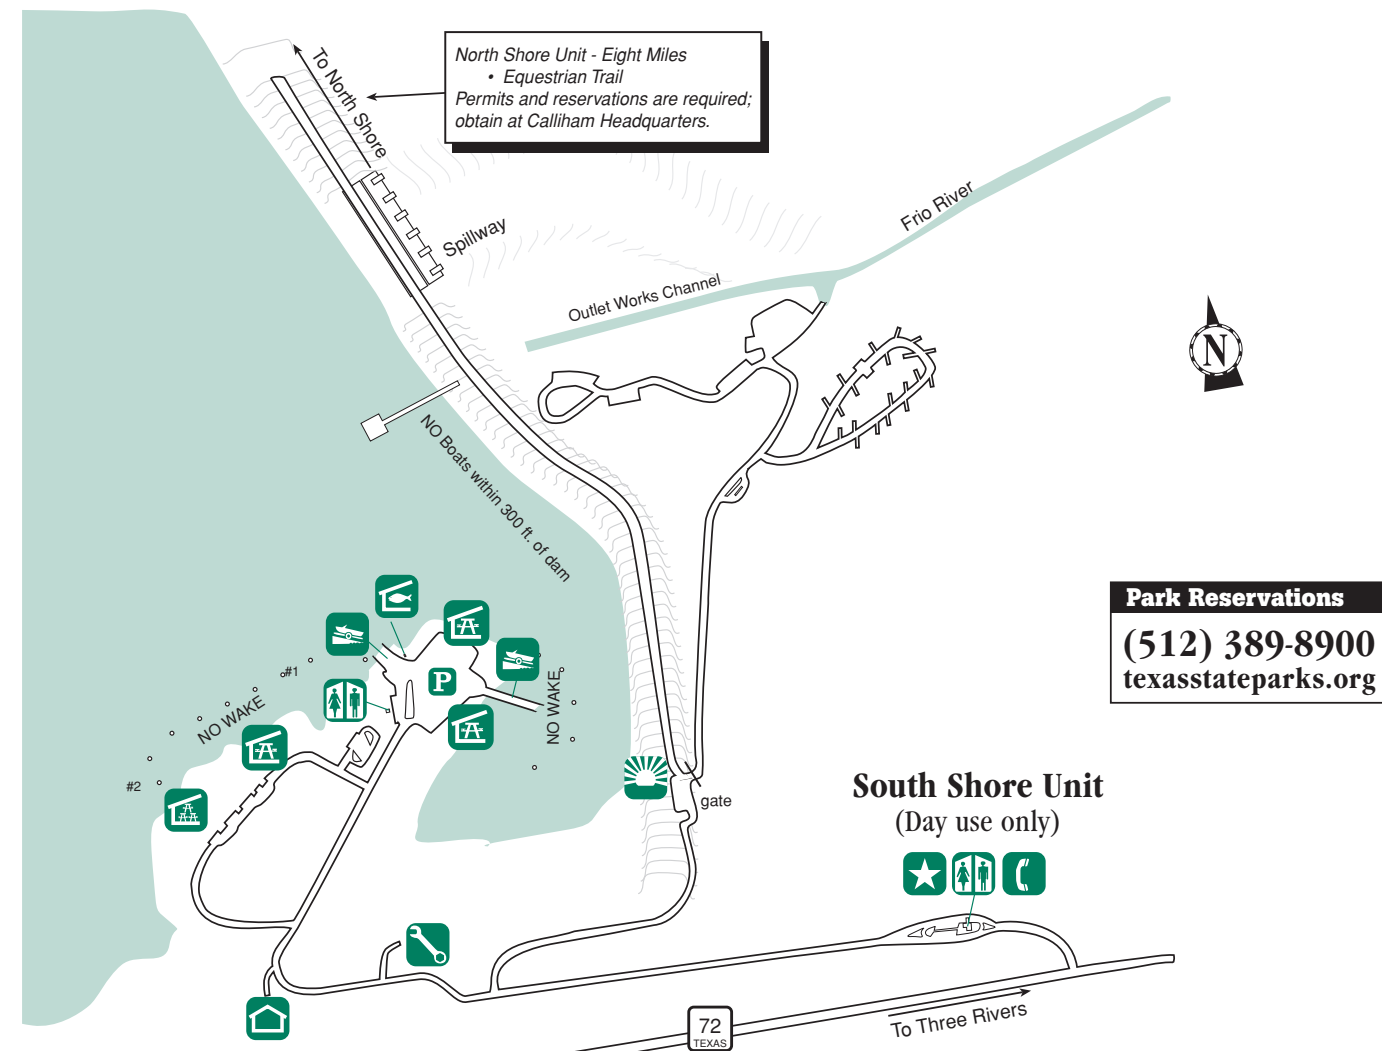 North Shore Unit - Eight Miles
• Equestrian Trail
Permits and reservations are required;
obtain at Calliham Headquarters.
To North Shore
Spillway
Frio River
Outlet Works Channel
N
NO Boats within 300 ft. of dam
Park Reservations
(512) 389-8900
texasstateparks.org
#1
P
NO WAKE
NO WAKE
#2
gate
South Shore Unit
(Day use only)
72
TEXAS
To Three Rivers